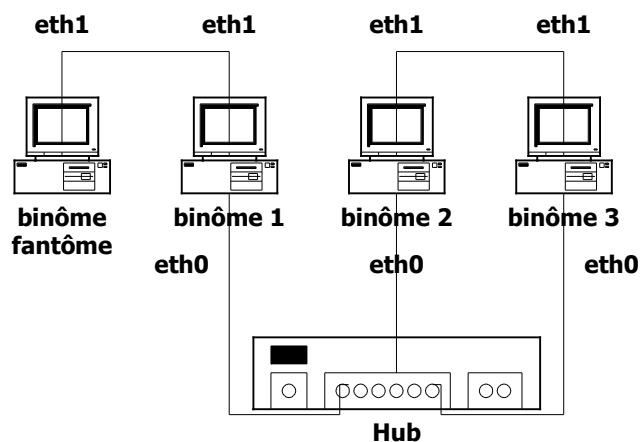 eth1
eth1
eth1
eth1
binôme
fantôme
binôme 1
binôme 2
binôme 3
eth0
eth0
eth0
Hub